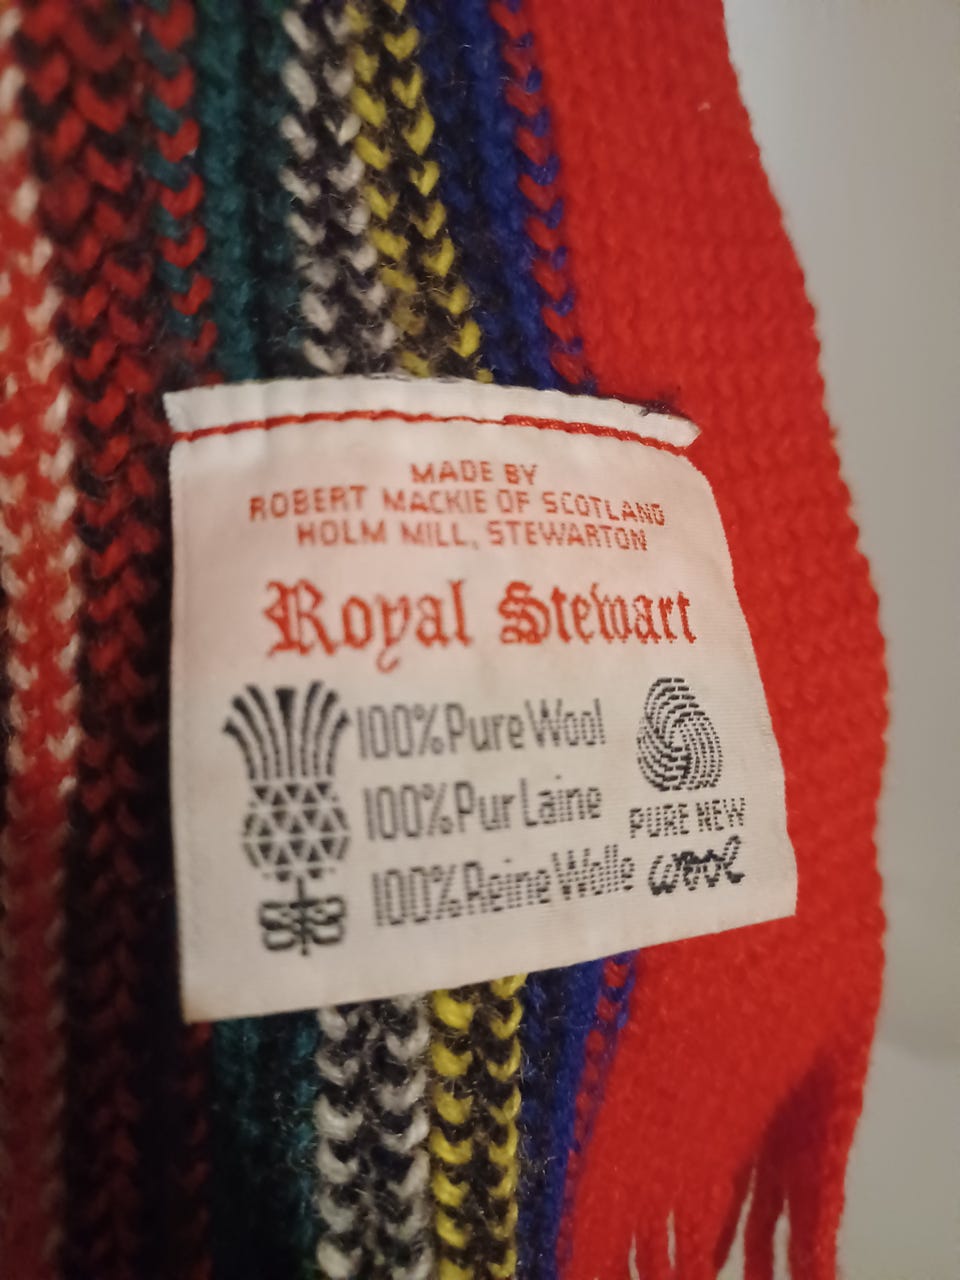 MADE BY
ROBERT MACKIE OF SCOTLAND
HOLM MILL, STEWARTON
Royal Stewart
100% Pure Wool
100% Pur Laine
100% Reine Wolle
PURE NEW
wool